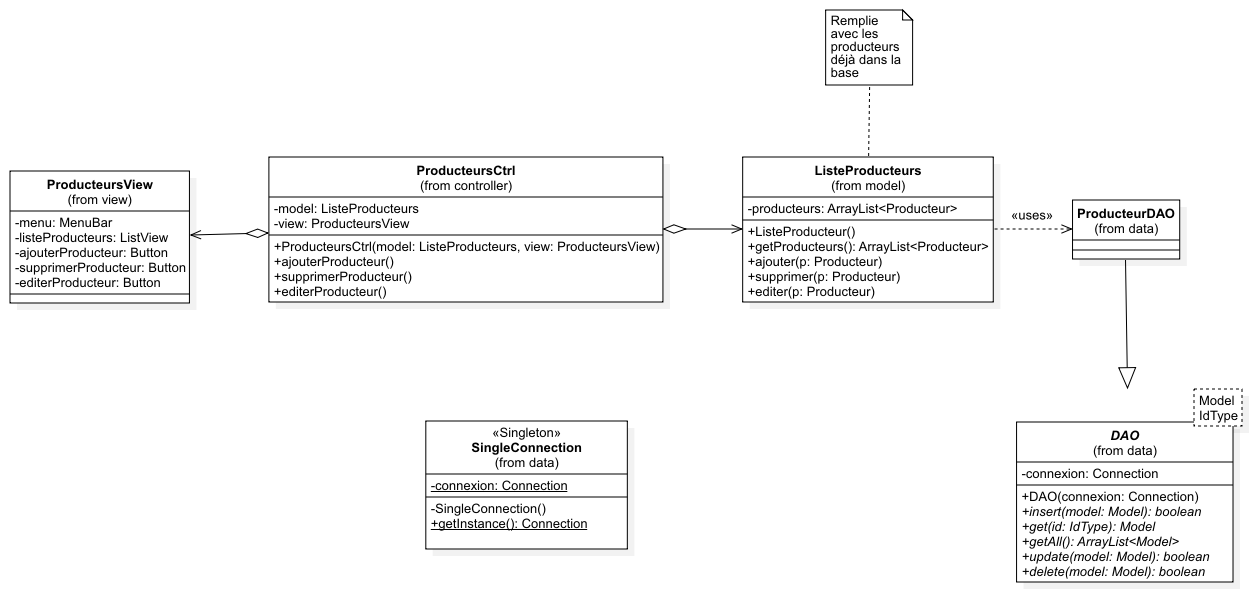 Remplie
avec les
producteurs
déjà dans la
base
ProducteursView
(from view)
-menu: MenuBar
-listeProducteurs: ListView
-ajouterProducteur: Button
-supprimerProducteur: Button
-editerProducteur: Button
ProducteursCtrl
(from controller)
-model: ListeProducteurs
-view: ProducteursView
+ProducteursCtrl(model: ListeProducteurs, view: ProducteursView)
+ajouterProducteur()
+supprimerProducteur()
+editerProducteur()
ListeProducteurs
(from model)
-producteurs: ArrayList<Producteur>
+ListeProducteur()
+getProducteurs(): ArrayList<Producteur>
+ajouter(p: Producteur)
+supprimer(p: Producteur)
+editer(p: Producteur)
«uses»
ProducteurDAO
(from data)
«Singleton»
SingleConnection
(from data)
-connexion: Connection
-SingleConnection()
+getInstance(): Connection
Model
IdType
DAO
(from data)
-connexion: Connection
+DAO(connexion: Connection)
+insert(model: Model): boolean
+get(id: IdType): Model
+getAll(): ArrayList<Model>
+update(model: Model): boolean
+delete(model: Model): boolean